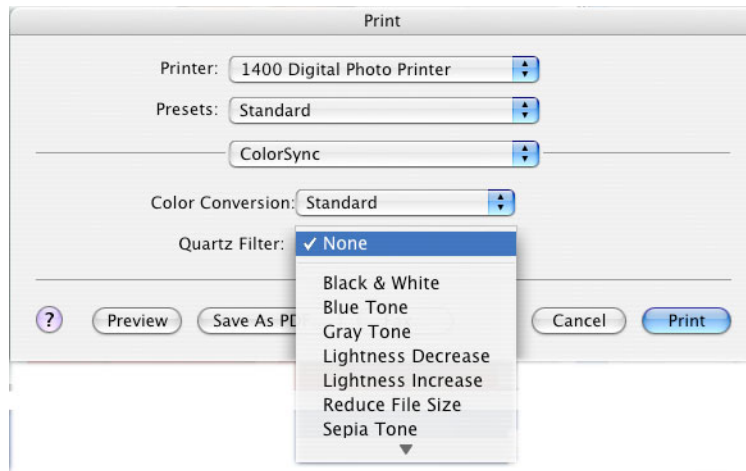 Print
Printer: 1400 Digital Photo Printer
Presets: Standard
ColorSync
Color Conversion: Standard
Quartz Filter: ✓ None
Black & White
Blue Tone
Gray Tone
Lightness Decrease
Lightness Increase
Reduce File Size
Sepia Tone
? Preview Save As Cancel Print